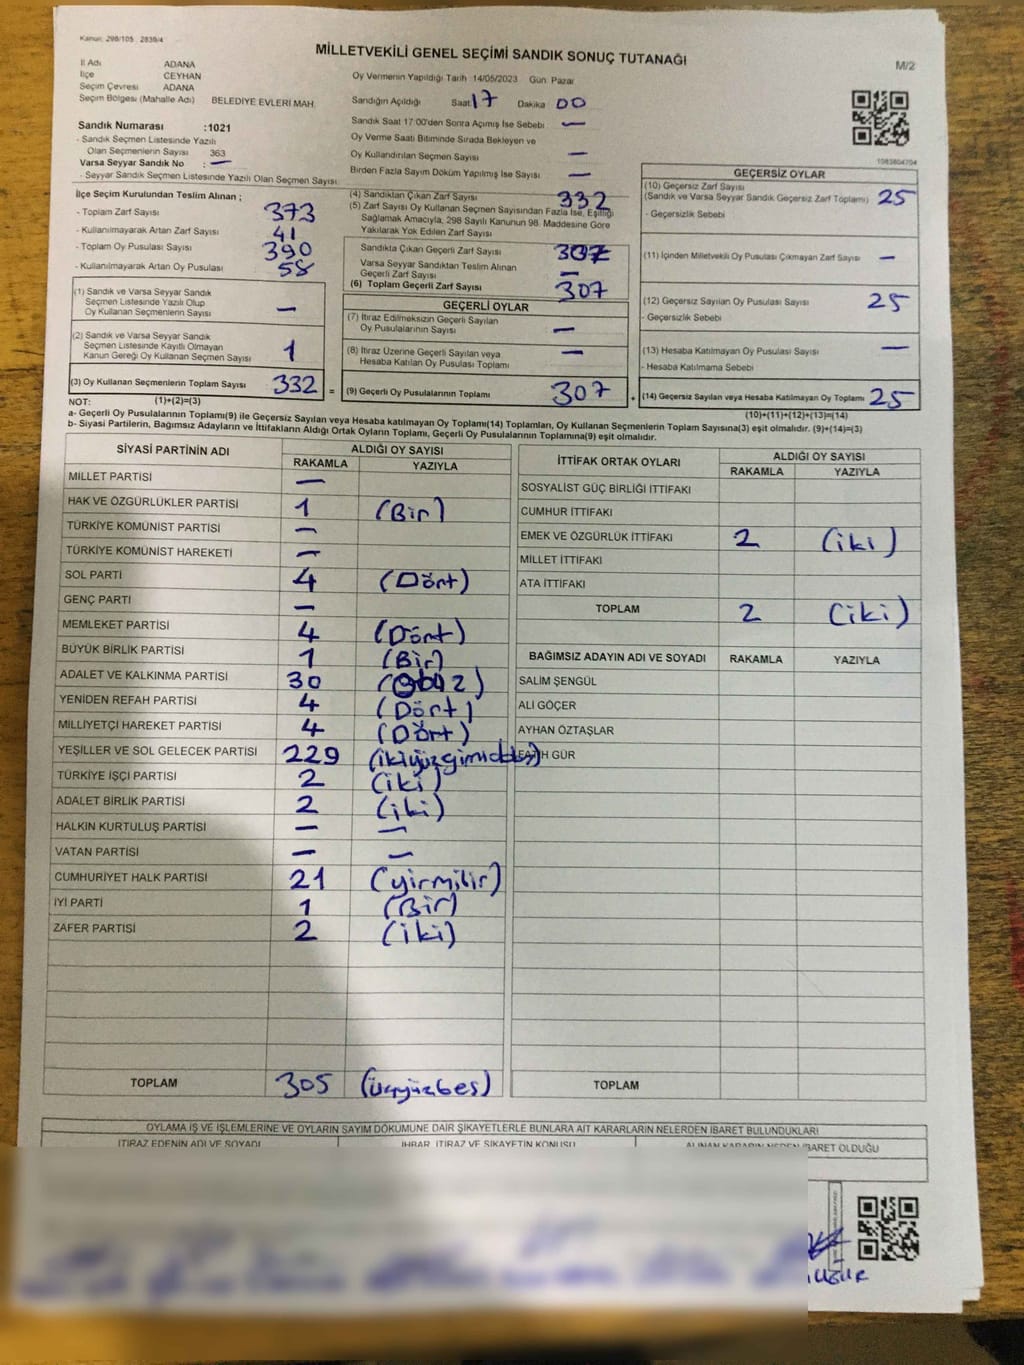 Kanun: 298/105 2839/4
MİLLETVEKİLİ GENEL SEÇİMİ SANDIK SONUÇ TUTANAĞI
M/2
İl Adı ADANA
İlçe CEYHAN
Seçim Çevresi ADANA
Seçim Bölgesi (Mahalle Adı) BELEDİYE EVLERİ MAH.
Sandık Numarası :1021
- Sandık Seçmen Listesinde Yazılı
Olan Seçmenlerin Sayısı 363
Varsa Seyyar Sandık No : —
- Seyyar Sandık Seçmen Listesinde Yazılı Olan Seçmen Sayısı
Oy Vermenin Yapıldığı Tarih 14/05/2023 Gün Pazar
Sandığın Açıldığı Saat 17 Dakika 00
Sandık Saat 17:00'den Sonra Açımış İse Sebebi —
Oy Verme Saati Bitiminde Sırada Bekleyen ve
Oy Kullandırılan Seçmen Sayısı —
Birden Fazla Sayım Döküm Yapılmış İse Sayısı —
1083604704
İlçe Seçim Kurulundan Teslim Alınan ;
- Toplam Zarf Sayısı 373
- Kullanılmayarak Artan Zarf Sayısı 41
- Toplam Oy Pusulası Sayısı 390
- Kullanılmayarak Artan Oy Pusulası 58
(1) Sandık ve Varsa Seyyar Sandık
Seçmen Listesinde Yazılı Olup
Oy Kullanan Seçmenlerin Sayısı —
(2) Sandık ve Varsa Seyyar Sandık
Seçmen Listesinde Kayıtlı Olmayan
Kanun Gereği Oy Kullanan Seçmen Sayısı 1
(3) Oy Kullanan Seçmenlerin Toplam Sayısı 332 =
(4) Sandıktan Çıkan Zarf Sayısı 332
(5) Zarf Sayısı Oy Kullanan Seçmen Sayısından Fazla İse, Eşitliği
Sağlamak Amacıyla, 298 Sayılı Kanunun 98. Maddesine Göre
Yakılarak Yok Edilen Zarf Sayısı
Sandıkta Çıkan Geçerli Zarf Sayısı 307
Varsa Seyyar Sandıktan Teslim Alınan
Geçerli Zarf Sayısı —
(6) Toplam Geçerli Zarf Sayısı 307
GEÇERLİ OYLAR
(7) İtiraz Edilmeksizin Geçerli Sayılan
Oy Pusulalarının Sayısı —
(8) İtiraz Üzerine Geçerli Sayılan veya
Hesaba Katılan Oy Pusulası Toplamı —
(9) Geçerli Oy Pusulalarının Toplamı 307 +
GEÇERSİZ OYLAR
(10) Geçersiz Zarf Sayısı
(Sandık ve Varsa Seyyar Sandık Geçersiz Zarf Toplamı) 25
- Geçersizlik Sebebi
(11) İçinden Milletvekili Oy Pusulası Çıkmayan Zarf Sayısı —
(12) Geçersiz Sayılan Oy Pusulası Sayısı 25
- Geçersizlik Sebebi
(13) Hesaba Katılmayan Oy Pusulası Sayısı —
- Hesaba Katılmama Sebebi
(14) Geçersiz Sayılan veya Hesaba Katılmayan Oy Toplamı 25
NOT: (1)+(2)=(3) (10)+(11)+(12)+(13)=(14)
a- Geçerli Oy Pusulalarının Toplamı(9) ile Geçersiz Sayılan veya Hesaba Katılmayan Oy Toplamı(14) Toplamları, Oy Kullanan Seçmenlerin Toplam Sayısına(3) eşit olmalıdır. (9)+(14)=(3)
b- Siyasi Partilerin, Bağımsız Adayların ve İttifakların Aldığı Ortak Oyların Toplamı, Geçerli Oy Pusulalarının Toplamına(9) eşit olmalıdır.
SİYASİ PARTİNİN ADI ALDIĞI OY SAYISI
RAKAMLA YAZIYLA
MİLLET PARTİSİ —
HAK VE ÖZGÜRLÜKLER PARTİSİ 1 (Bir)
TÜRKİYE KOMÜNİST PARTİSİ —
TÜRKİYE KOMÜNİST HAREKETİ —
SOL PARTİ 4 (Dört)
GENÇ PARTİ —
MEMLEKET PARTİSİ 4 (Dört)
BÜYÜK BİRLİK PARTİSİ 1 (Bir)
ADALET VE KALKINMA PARTİSİ 30
YENİDEN REFAH PARTİSİ 4 (Dört)
MİLLİYETÇİ HAREKET PARTİSİ 4 (Dört)
YEŞİLLER VE SOL GELECEK PARTİSİ 229
TÜRKİYE İŞÇİ PARTİSİ 2 (iki)
ADALET BİRLİK PARTİSİ 2 (iki)
HALKIN KURTULUŞ PARTİSİ — —
VATAN PARTİSİ — —
CUMHURİYET HALK PARTİSİ 21 (yirmilir)
İYİ PARTİ 1 (Bir)
ZAFER PARTİSİ 2 (iki)
TOPLAM 305 (üçyüzbes)
İTTİFAK ORTAK OYLARI ALDIĞI OY SAYISI
RAKAMLA YAZIYLA
SOSYALİST GÜÇ BİRLİĞİ İTTİFAKI
CUMHUR İTTİFAKI
EMEK VE ÖZGÜRLÜK İTTİFAKI 2 (iki)
MİLLET İTTİFAKI
ATA İTTİFAKI
TOPLAM 2 (iki)
BAĞIMSIZ ADAYIN ADI VE SOYADI RAKAMLA YAZIYLA
SALİM ŞENGÜL
ALİ GÖÇER
AYHAN ÖZTAŞLAR
GÜR
TOPLAM
OYLAMA İŞ VE İŞLEMLERİNE VE OYLARIN SAYIM DÖKÜMÜNE DAİR ŞİKAYETLERLE BUNLARA AİT KARARLARIN NELERDEN İBARET BULUNDUKLARI
İTİRAZ EDENİN ADI VE SOYADI İHBAR, İTİRAZ VE ŞİKAYETİN KONUSU ALINAN KARARIN NEDEN İBARET OLDUĞU